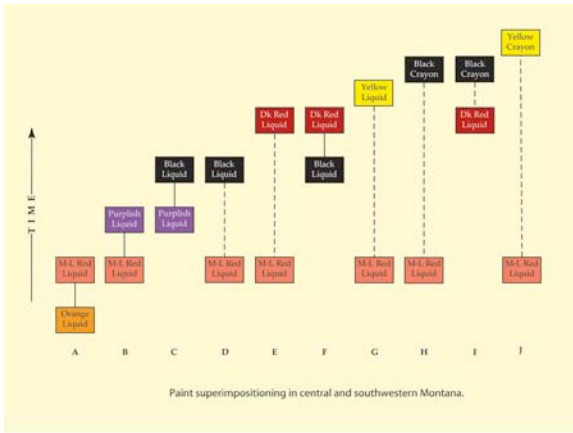 Yellow
Crayon
Black
Crayon
Black
Crayon
Yellow
Liquid
Dk Red
Liquid
Dk Red
Liquid
Dk Red
Liquid
Black
Liquid
Black
Liquid
Black
Liquid
Purplish
Liquid
Purplish
Liquid
M-L Red
Liquid
M-L Red
Liquid
M-L Red
Liquid
M-L Red
Liquid
M-L Red
Liquid
M-L Red
Liquid
M-L Red
Liquid
Orange
Liquid
TIME
A B C D E F G H I J
Paint superimpositioning in central and southwestern Montana.